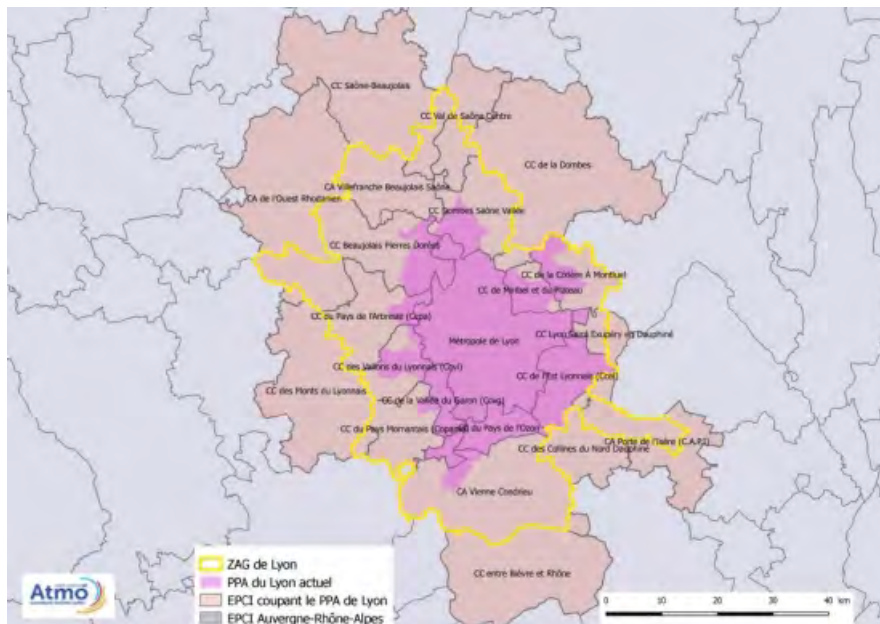 CC Saône-Beaujolais
CC Val de Saône Centre
CC de la Dombes
CA Villefranche Beaujolais Saône
CA de l'Ouest Rhodanien
CC Dombes Saône Vallée
CC Beaujolais Pierres Dorées
CC de la Côtière À Montluel
CC de Miribel et du Plateau
CC du Pays de l'Arbresle (Ccpa)
CC Lyon Saint Exupéry en Dauphiné
Métropole de Lyon
CC des Vallons du Lyonnais (Ccvl)
CC de l'Est Lyonnais (Ccel)
CC des Monts du Lyonnais
CC de la Vallée du Garon (Ccvg)
CC du Pays Mornantais (Copamo)
CC du Pays de l'Ozon
CA Porte de l'Isère (C.A.P.I)
CC des Collines du Nord Dauphiné
CA Vienne Condrieu
CC entre Bièvre et Rhône
ZAG de Lyon
PPA du Lyon actuel
EPCI coupant le PPA de Lyon
EPCI Auvergne-Rhône-Alpes
Atmo
0 10 20 30 40 km